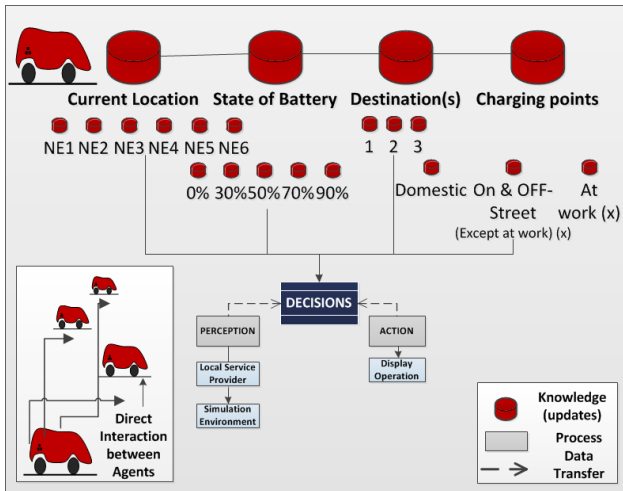 Current Location State of Battery Destination(s) Charging points
NE1 NE2 NE3 NE4 NE5 NE6
1 2 3
0% 30% 50% 70% 90%
Domestic On & OFF- At
Street work (x)
(Except at work) (x)
DECISIONS
PERCEPTION
ACTION
Local Service
Provider
Display
Operation
Simulation
Environment
Direct
Interaction
between
Agents
Knowledge
(updates)
Process
Data
Transfer